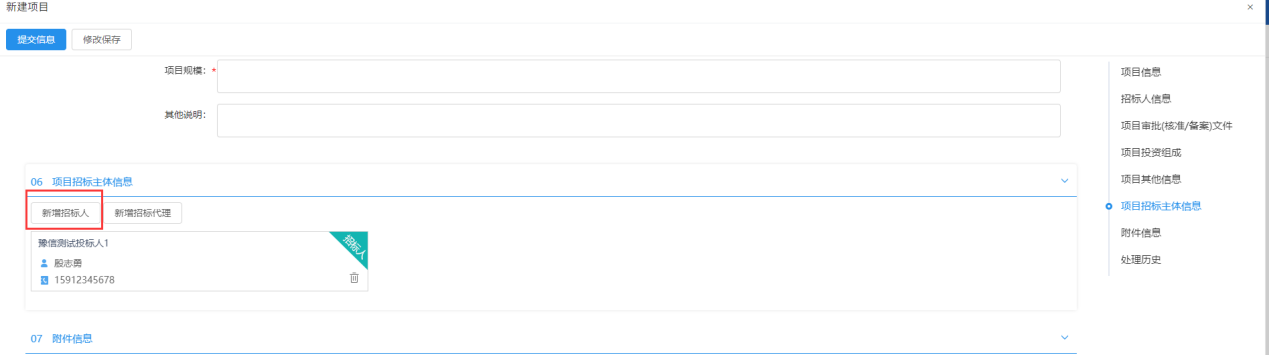 新建项目
×
提交信息 修改保存
项目规模: *
其他说明:
06 项目招标主体信息
新增招标人 新增招标代理
豫信测试投标人1
招标人
殷志勇
15912345678
07 附件信息
项目信息
招标人信息
项目审批(核准/备案)文件
项目投资组成
项目其他信息
项目招标主体信息
附件信息
处理历史